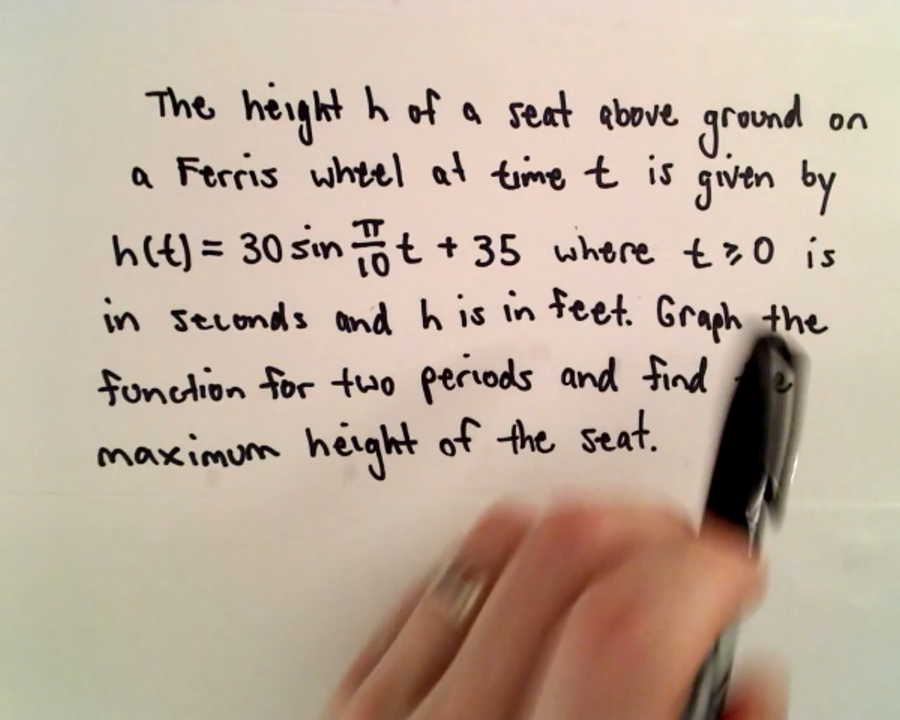 The height h of a seat above ground on
a Ferris wheel at time t is given by
h(t) = 30 sin π/10 t + 35 where t ≥ 0 is
in seconds and h is in feet. Graph the
function for two periods and find
maximum height of the seat.